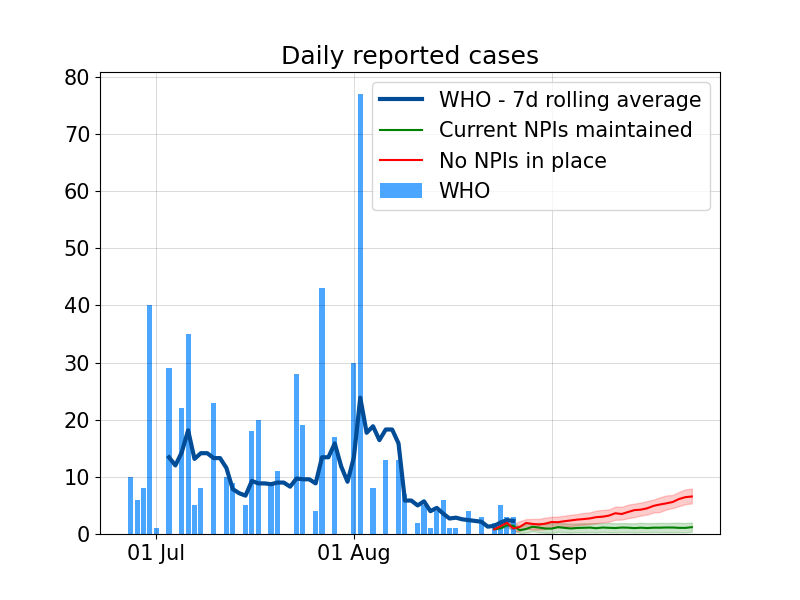 Daily reported cases
80
70
60
50
40
30
20
10
0
WHO - 7d rolling average
Current NPIs maintained
No NPIs in place
WHO
01 Jul
01 Aug
01 Sep